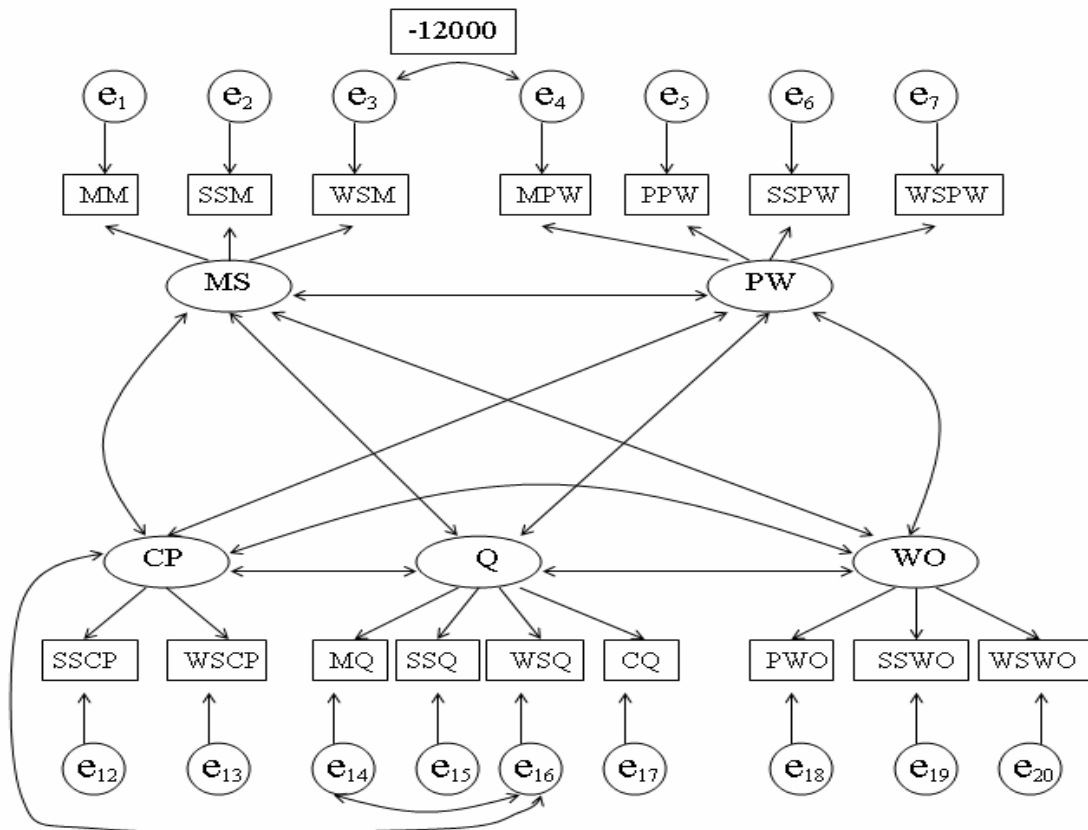 -12000
e1 e2 e3 e4 e5 e6 e7
MM SSM WSM MPW PPW SSPW WSPW
MS PW
CP Q WO
SSCP WSCP MQ SSQ WSQ CQ PWO SSWO WSWO
e12 e13 e14 e15 e16 e17 e18 e19 e20